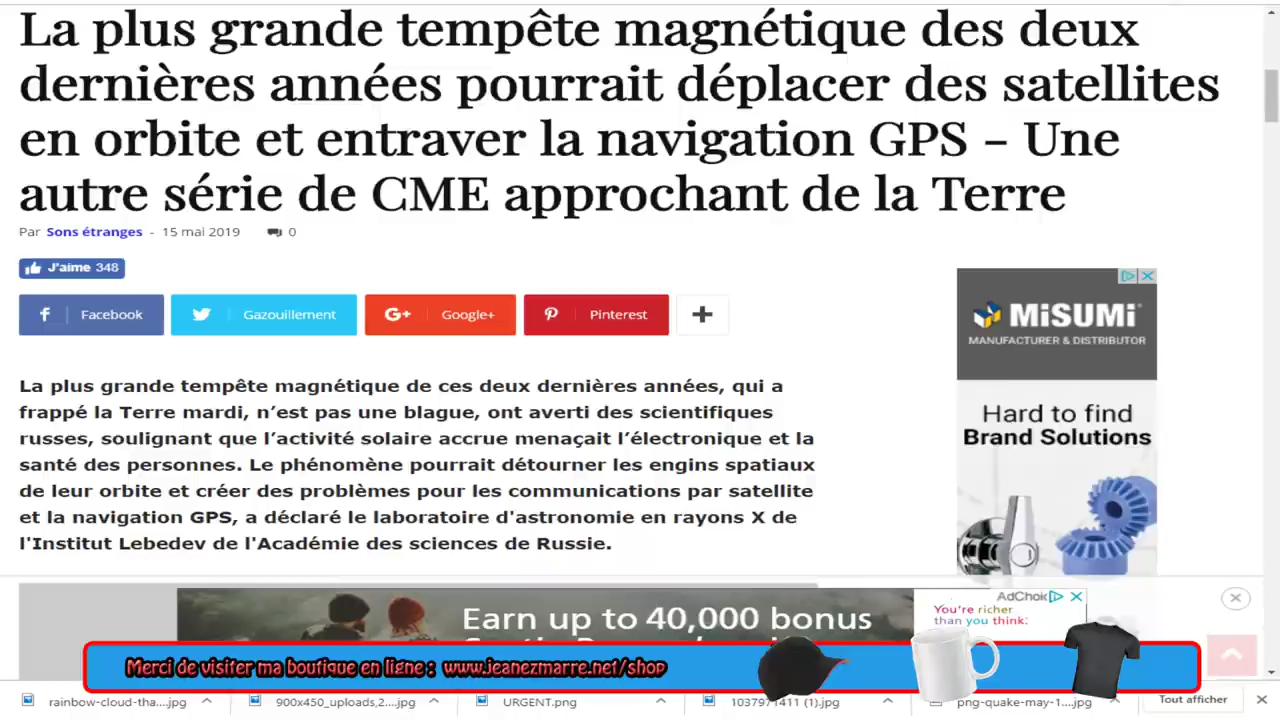 La plus grande tempête magnétique des deux
dernières années pourrait déplacer des satellites
en orbite et entraver la navigation GPS – Une
autre série de CME approchant de la Terre
Par Sons étranges - 15 mai 2019 0
J'aime 348
Facebook
Gazouillement
G+ Google+
Pinterest
La plus grande tempête magnétique de ces deux dernières années, qui a
frappé la Terre mardi, n’est pas une blague, ont averti des scientifiques
russes, soulignant que l’activité solaire accrue menaçait l’électronique et la
santé des personnes. Le phénomène pourrait détourner les engins spatiaux
de leur orbite et créer des problèmes pour les communications par satellite
et la navigation GPS, a déclaré le laboratoire d'astronomie en rayons X de
l'Institut Lebedev de l'Académie des sciences de Russie.
MiSUMi
MANUFACTURER & DISTRIBUTOR
Hard to find
Brand Solutions
Earn up to 40,000 bonus
AdChoic
You're richer
than you think.
Merci de visiter ma boutique en ligne : www.jeanezmarre.net/shop
rainbow-cloud-tha....jpg
900x450_uploads,2....jpg
URGENT.png
1037971411 (1).jpg
png-quake-may-1....jpg
Tout afficher